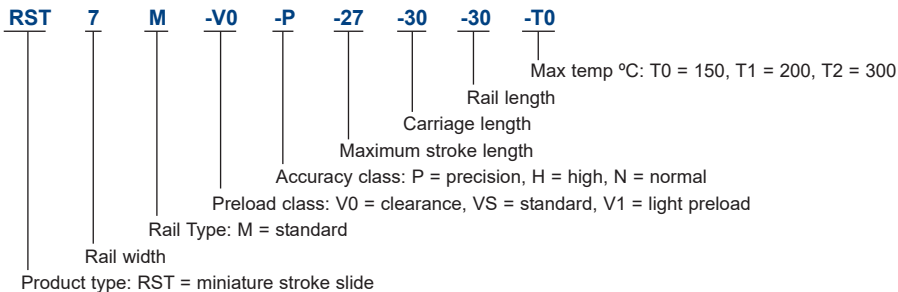 RST 7 M -V0 -P -27 -30 -30 -T0
Max temp ºC: T0 = 150, T1 = 200, T2 = 300
Rail length
Carriage length
Maximum stroke length
Accuracy class: P = precision, H = high, N = normal
Preload class: V0 = clearance, VS = standard, V1 = light preload
Rail Type: M = standard
Rail width
Product type: RST = miniature stroke slide